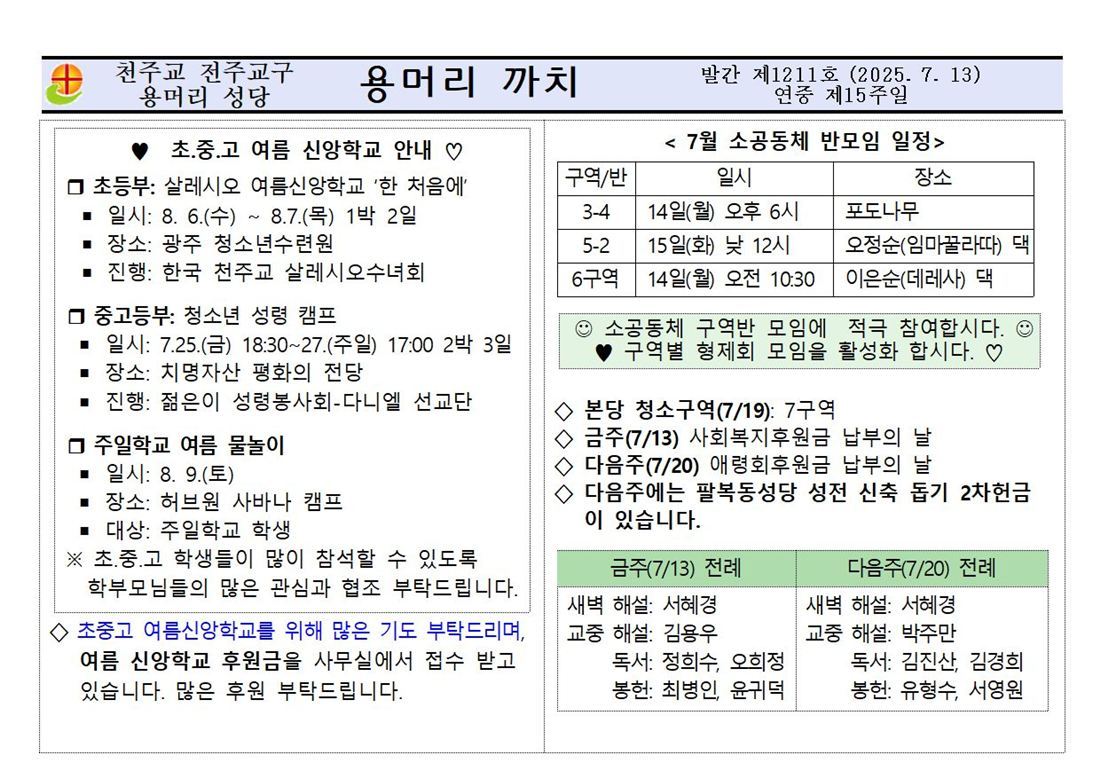 천주교 전주교구
용머리 성당
용머리 까치
발간 제1211호 (2025. 7. 13)
연중 제15주일
♥ 초.중.고 여름 신앙학교 안내 ♡
❒ 초등부: 살레시오 여름신앙학교 ‘한 처음에’
▪ 일시: 8. 6.(수) ~ 8.7.(목) 1박 2일
▪ 장소: 광주 청소년수련원
▪ 진행: 한국 천주교 살레시오수녀회
❒ 중고등부: 청소년 성령 캠프
▪ 일시: 7.25.(금) 18:30~27.(주일) 17:00 2박 3일
▪ 장소: 치명자산 평화의 전당
▪ 진행: 젊은이 성령봉사회-다니엘 선교단
❒ 주일학교 여름 물놀이
▪ 일시: 8. 9.(토)
▪ 장소: 허브원 사바나 캠프
▪ 대상: 주일학교 학생
※ 초.중.고 학생들이 많이 참석할 수 있도록
학부모님들의 많은 관심과 협조 부탁드립니다.
◇ 초중고 여름신앙학교를 위해 많은 기도 부탁드리며,
여름 신앙학교 후원금을 사무실에서 접수 받고
있습니다. 많은 후원 부탁드립니다.
< 7월 소공동체 반모임 일정>
구역/반 일시 장소
3-4 14일(월) 오후 6시 포도나무
5-2 15일(화) 낮 12시 오정순(임마꿀라따) 댁
6구역 14일(월) 오전 10:30 이은순(데레사) 댁
☺ 소공동체 구역반 모임에 적극 참여합시다. ☺
♥ 구역별 형제회 모임을 활성화 합시다. ♡
◇ 본당 청소구역(7/19): 7구역
◇ 금주(7/13) 사회복지후원금 납부의 날
◇ 다음주(7/20) 애령회후원금 납부의 날
◇ 다음주에는 팔복동성당 성전 신축 돕기 2차헌금
이 있습니다.
금주(7/13) 전례 다음주(7/20) 전례
새벽 해설: 서혜경 새벽 해설: 서혜경
교중 해설: 김용우 교중 해설: 박주만
독서: 정희수, 오희정 독서: 김진산, 김경희
봉헌: 최병인, 윤귀덕 봉헌: 유형수, 서영원